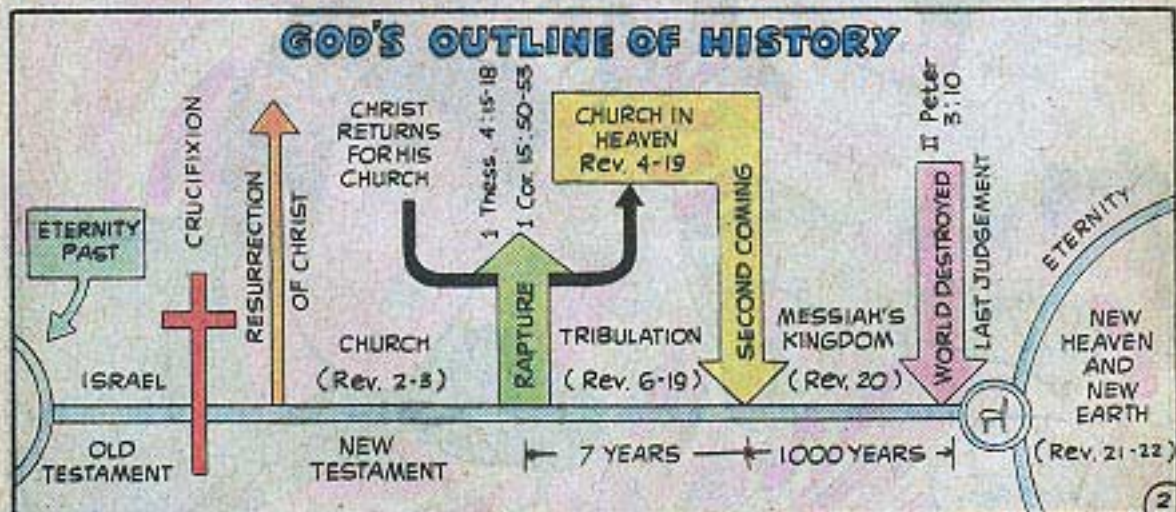 GOD'S OUTLINE OF HISTORY
ETERNITY
PAST
CRUCIFIXION
RESURRECTION
OF CHRIST
CHRIST
RETURNS
FOR HIS
CHURCH
1 Thess. 4:15-18
1 Cor. 15:50-53
CHURCH IN
HEAVEN
Rev. 4-19
II Peter
3:10
ISRAEL
CHURCH
(Rev. 2-3)
RAPTURE
TRIBULATION
(Rev. 6-19)
SECOND COMING
MESSIAH'S
KINGDOM
(Rev. 20)
WORLD DESTROYED
LAST JUDGEMENT
ETERNITY
NEW
HEAVEN
AND
NEW
EARTH
(Rev. 21-22)
OLD
TESTAMENT
NEW
TESTAMENT
7 YEARS
1000 YEARS
2